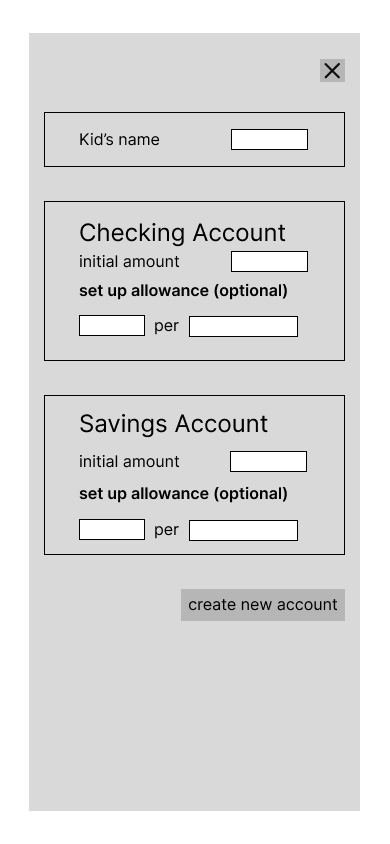 Kid’s name
Checking Account
initial amount
set up allowance (optional)
per
Savings Account
initial amount
set up allowance (optional)
per
create new account